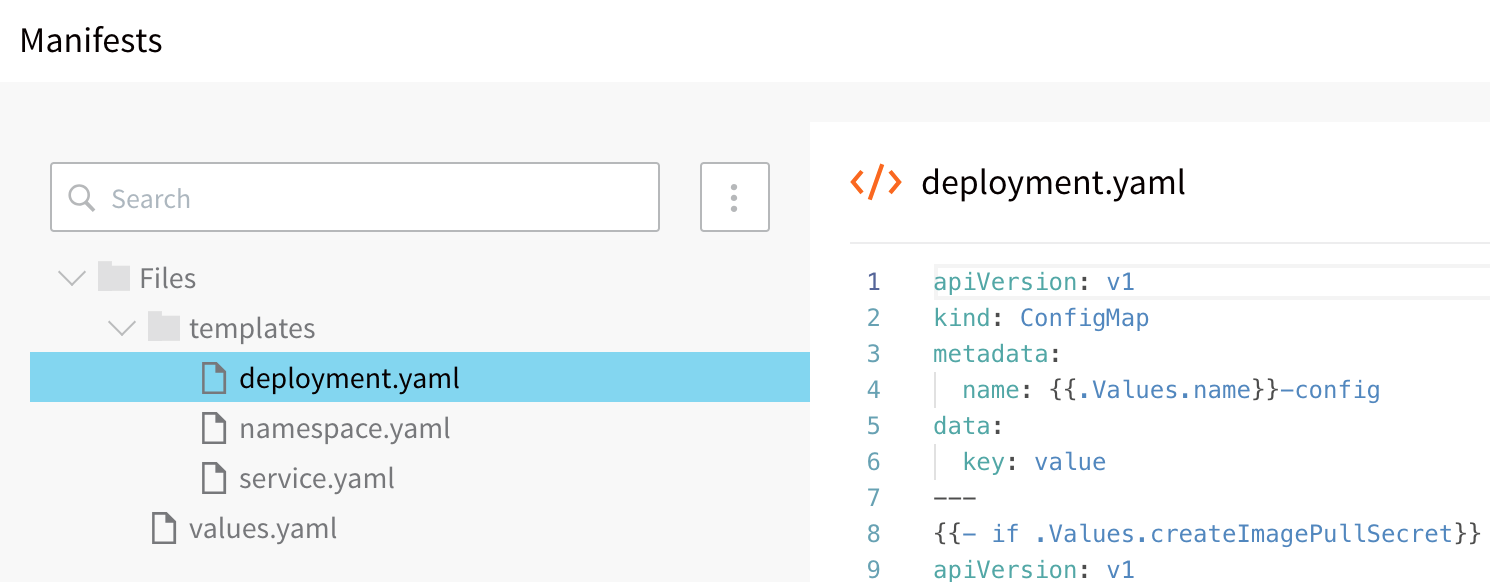 Manifests
Search
Files
templates
deployment.yaml
namespace.yaml
service.yaml
values.yaml
</> deployment.yaml
1 apiVersion: v1
2 kind: ConfigMap
3 metadata:
4   name: {{.Values.name}}-config
5 data:
6   key: value
7 ---
8 {{- if .Values.createImagePullSecret}}
9 apiVersion: v1